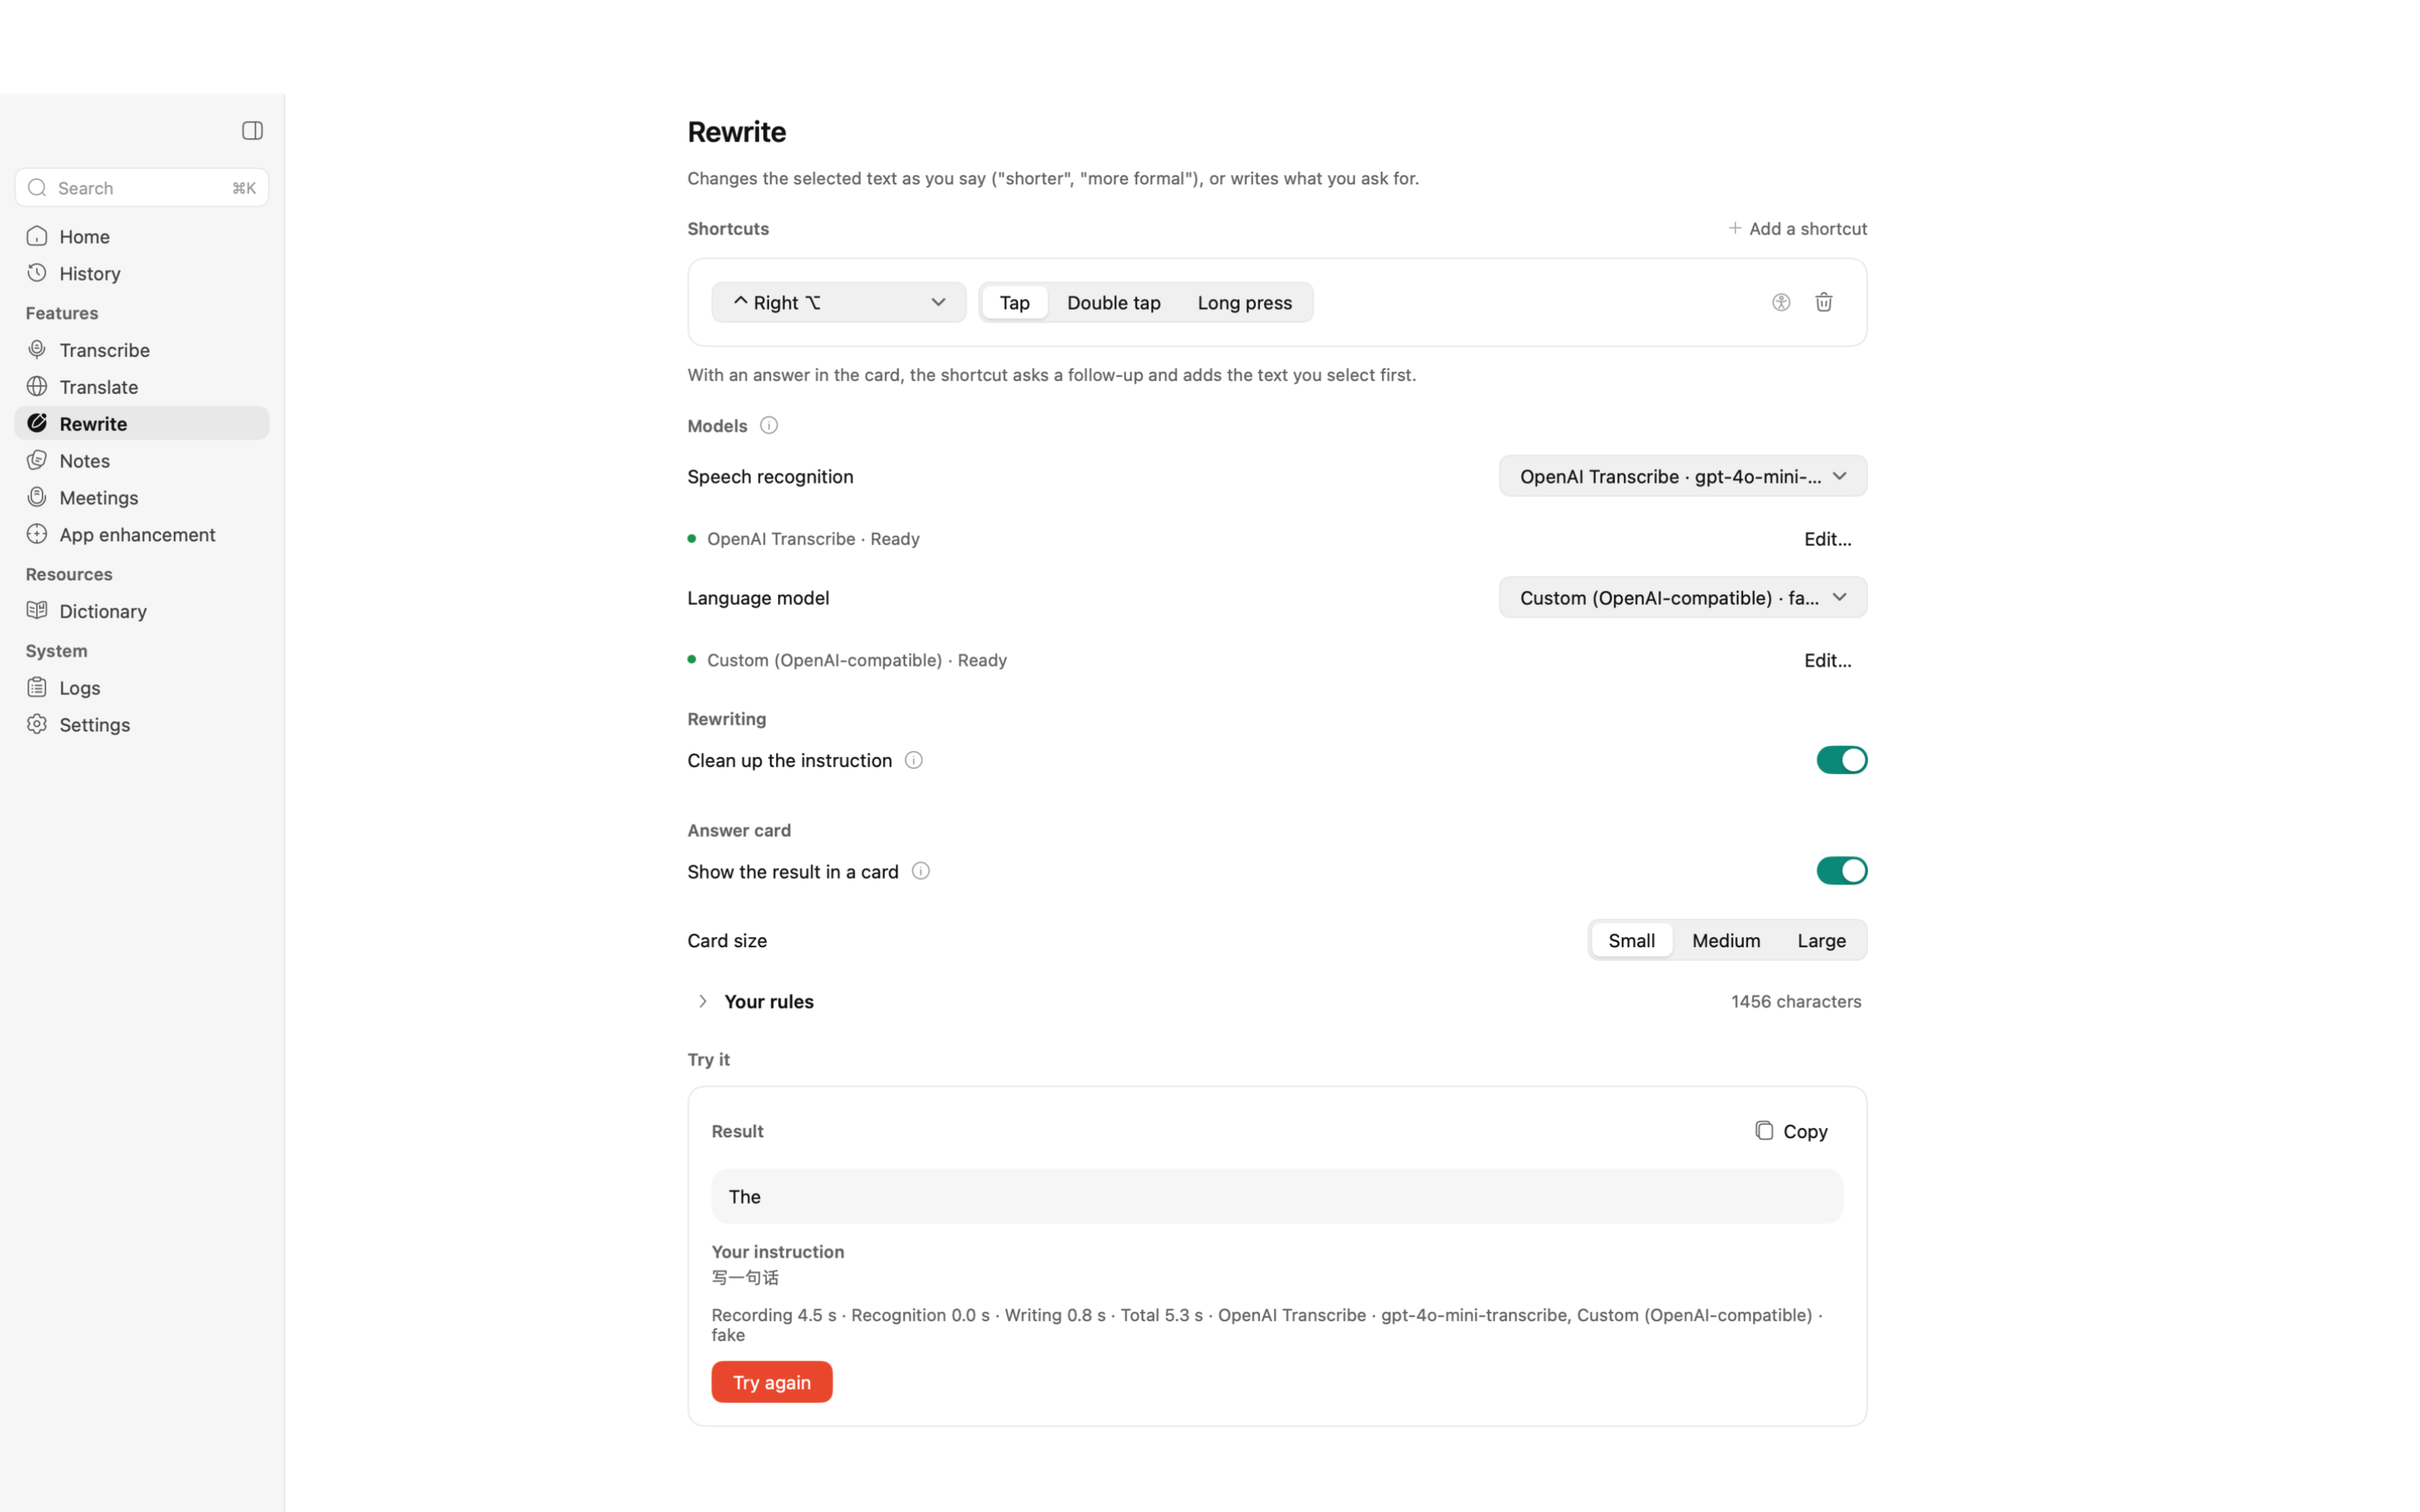 Search ⌘K
Home
History
Features
Transcribe
Translate
Rewrite
Notes
Meetings
App enhancement
Resources
Dictionary
System
Logs
Settings
Rewrite
Changes the selected text as you say ("shorter", "more formal"), or writes what you ask for.
Shortcuts + Add a shortcut
^ Right ⌥ Tap Double tap Long press
With an answer in the card, the shortcut asks a follow-up and adds the text you select first.
Models
Speech recognition OpenAI Transcribe · gpt-4o-mini-...
OpenAI Transcribe · Ready Edit...
Language model Custom (OpenAI-compatible) · fa...
Custom (OpenAI-compatible) · Ready Edit...
Rewriting
Clean up the instruction
Answer card
Show the result in a card
Card size Small Medium Large
Your rules 1456 characters
Try it
Result Copy
The
Your instruction
写一句话
Recording 4.5 s · Recognition 0.0 s · Writing 0.8 s · Total 5.3 s · OpenAI Transcribe · gpt-4o-mini-transcribe, Custom (OpenAI-compatible) ·
fake
Try again